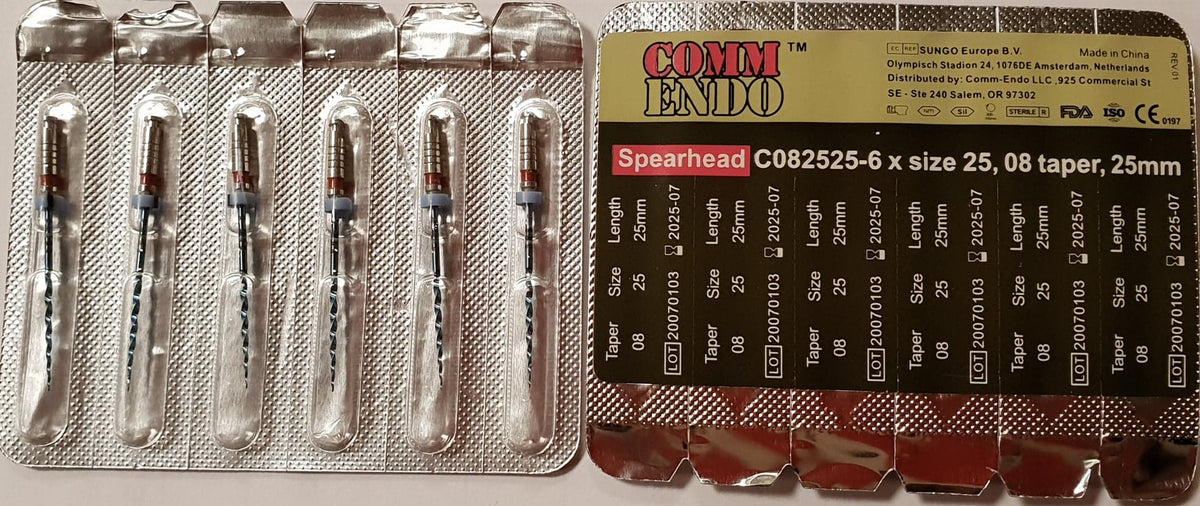 COMM ™
ENDO
EC REP SUNGO Europe B.V.
Made in China
Olympisch Stadion 24, 1076DE Amsterdam, Netherlands
Distributed by: Comm-Endo LLC ,925 Commercial St
SE - Ste 240 Salem, OR 97302
REV.01
NiTi Sil STERILE R FDA ISO CE 0197
Spearhead C082525-6 x size 25, 08 taper, 25mm
Taper Size Length
08 25 25mm
LOT 20070103 2025-07
Taper Size Length
08 25 25mm
LOT 20070103 2025-07
Taper Size Length
08 25 25mm
LOT 20070103 2025-07
Taper Size Length
08 25 25mm
LOT 20070103 2025-07
Taper Size Length
08 25 25mm
LOT 20070103 2025-07
Taper Size Length
08 25 25mm
LOT 20070103 2025-07